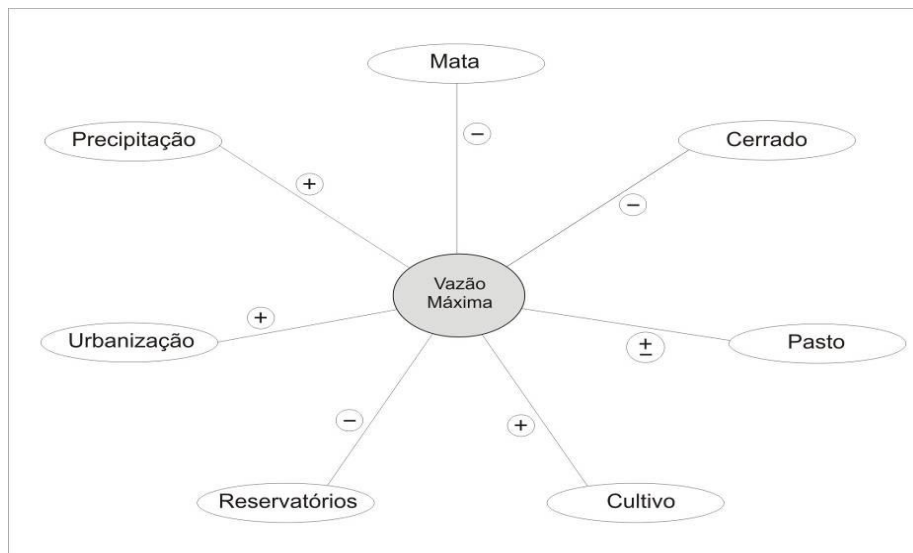 Mata
Precipitação
Cerrado
−
+
−
Vazão
Máxima
Urbanização
+
±
Pasto
−
+
Reservatórios
Cultivo